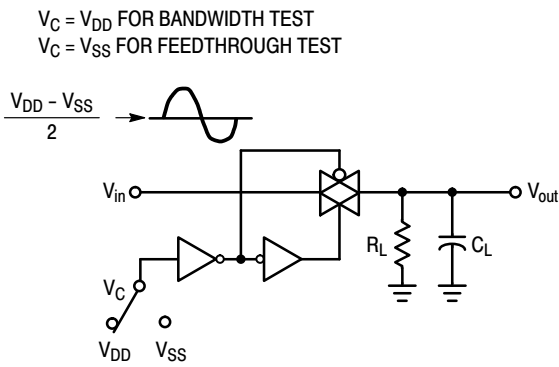 V_C = V_DD FOR BANDWIDTH TEST
V_C = V_SS FOR FEEDTHROUGH TEST
V_DD – V_SS
2
V_in
V_out
R_L
C_L
V_C
V_DD V_SS